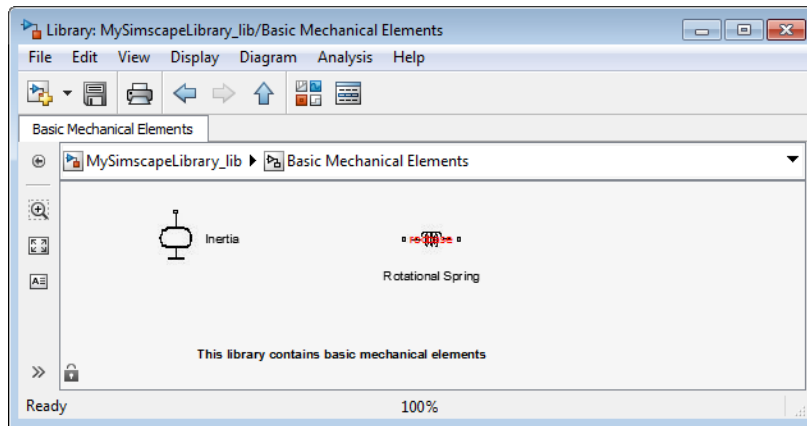 Library: MySimscapeLibrary_lib/Basic Mechanical Elements
File Edit View Display Diagram Analysis Help
Basic Mechanical Elements
MySimscapeLibrary_lib Basic Mechanical Elements
Inertia
Rotational Spring
This library contains basic mechanical elements
Ready 100%